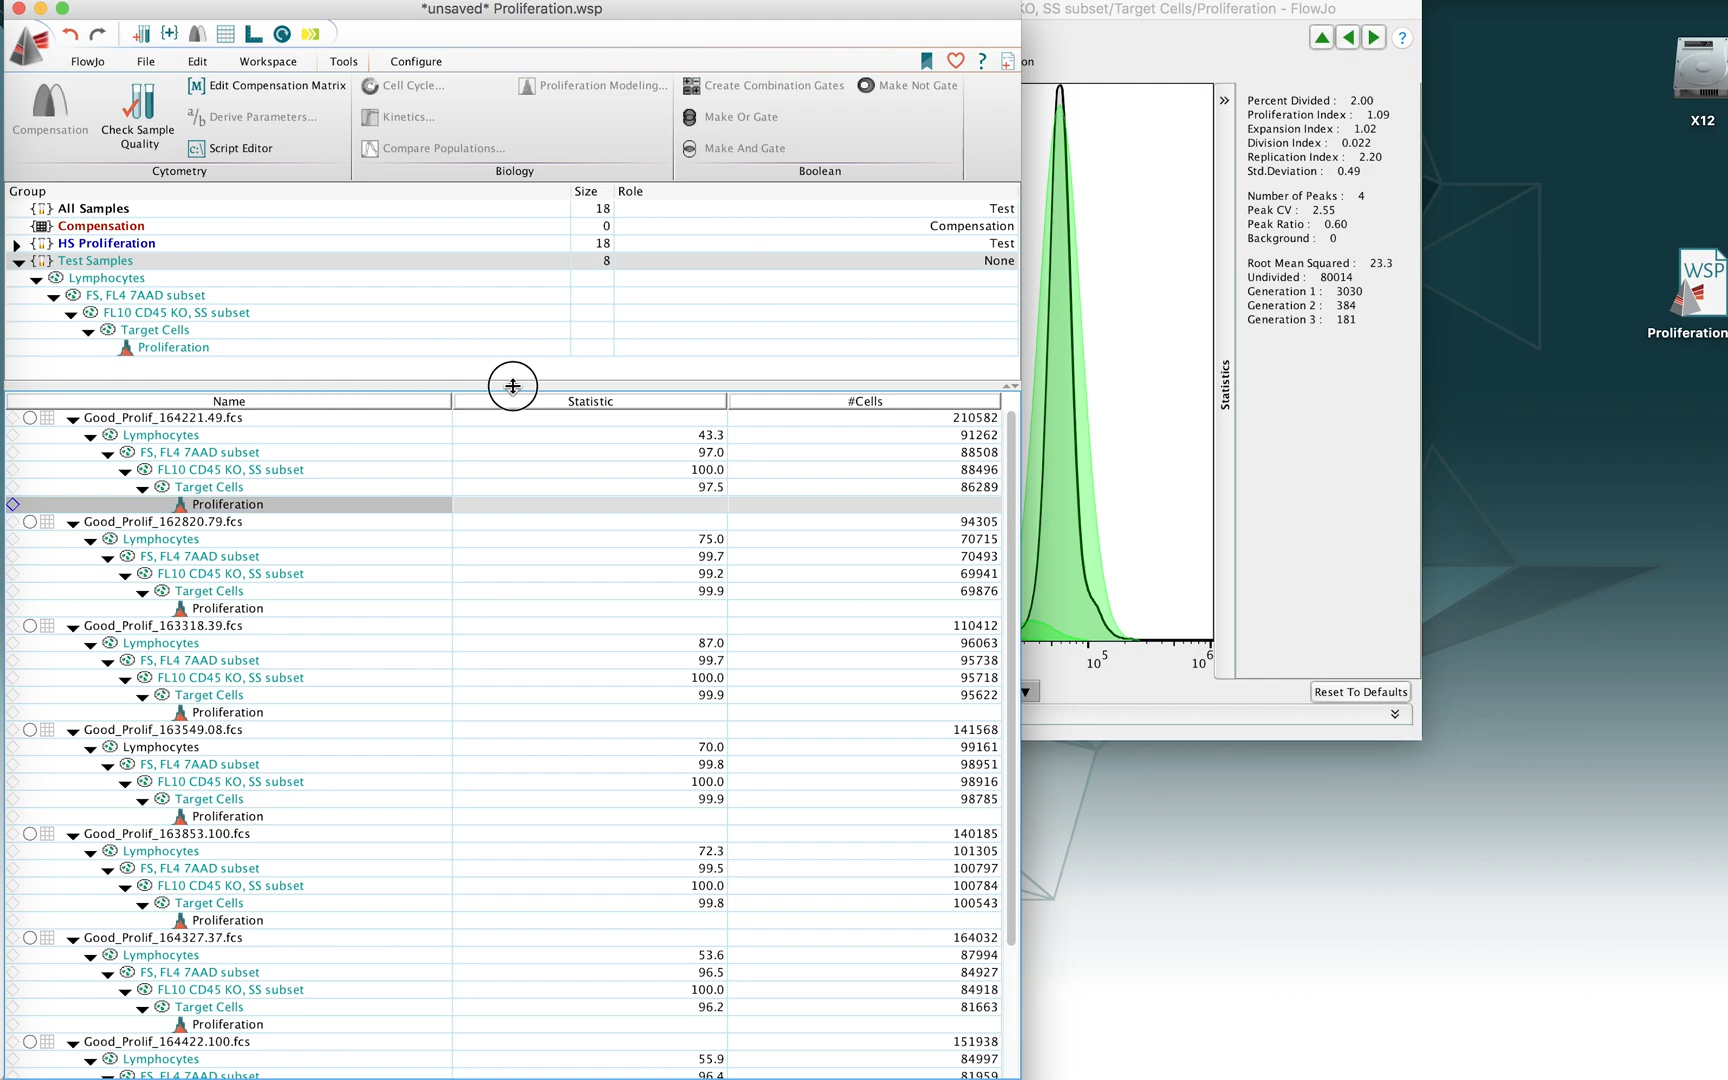 *unsaved* Proliferation.wsp
KO, SS subset/Target Cells/Proliferation - FlowJo
FlowJo File Edit Workspace Tools Configure
?
?
on
Compensation
Check Sample Quality
[M] Edit Compensation Matrix
a/b Derive Parameters...
c:\ Script Editor
Cytometry
Cell Cycle...
Kinetics...
Compare Populations...
Proliferation Modeling...
Biology
Create Combination Gates
Make Not Gate
Make Or Gate
Make And Gate
Boolean
Group Size Role
All Samples 18 Test
Compensation 0 Compensation
HS Proliferation 18 Test
Test Samples 8 None
Lymphocytes
FS, FL4 7AAD subset
FL10 CD45 KO, SS subset
Target Cells
Proliferation
Name Statistic #Cells
Good_Prolif_164221.49.fcs 210582
Lymphocytes 43.3 91262
FS, FL4 7AAD subset 97.0 88508
FL10 CD45 KO, SS subset 100.0 88496
Target Cells 97.5 86289
Proliferation
Good_Prolif_162820.79.fcs 94305
Lymphocytes 75.0 70715
FS, FL4 7AAD subset 99.7 70493
FL10 CD45 KO, SS subset 99.2 69941
Target Cells 99.9 69876
Proliferation
Good_Prolif_163318.39.fcs 110412
Lymphocytes 87.0 96063
FS, FL4 7AAD subset 99.7 95738
FL10 CD45 KO, SS subset 100.0 95718
Target Cells 99.9 95622
Proliferation
Good_Prolif_163549.08.fcs 141568
Lymphocytes 70.0 99161
FS, FL4 7AAD subset 99.8 98951
FL10 CD45 KO, SS subset 100.0 98916
Target Cells 99.9 98785
Proliferation
Good_Prolif_163853.100.fcs 140185
Lymphocytes 72.3 101305
FS, FL4 7AAD subset 99.5 100797
FL10 CD45 KO, SS subset 100.0 100784
Target Cells 99.8 100543
Proliferation
Good_Prolif_164327.37.fcs 164032
Lymphocytes 53.6 87994
FS, FL4 7AAD subset 96.5 84927
FL10 CD45 KO, SS subset 100.0 84918
Target Cells 96.2 81663
Proliferation
Good_Prolif_164422.100.fcs 151938
Lymphocytes 55.9 84997
FS, FL4 7AAD subset 96.4 81959
10^5 10^6
Statistics
Percent Divided : 2.00
Proliferation Index : 1.09
Expansion Index : 1.02
Division Index : 0.022
Replication Index : 2.20
Std.Deviation : 0.49
Number of Peaks : 4
Peak CV : 2.55
Peak Ratio : 0.60
Background : 0
Root Mean Squared : 23.3
Undivided : 80014
Generation 1 : 3030
Generation 2 : 384
Generation 3 : 181
Reset To Defaults
X12
WSP
Proliferation